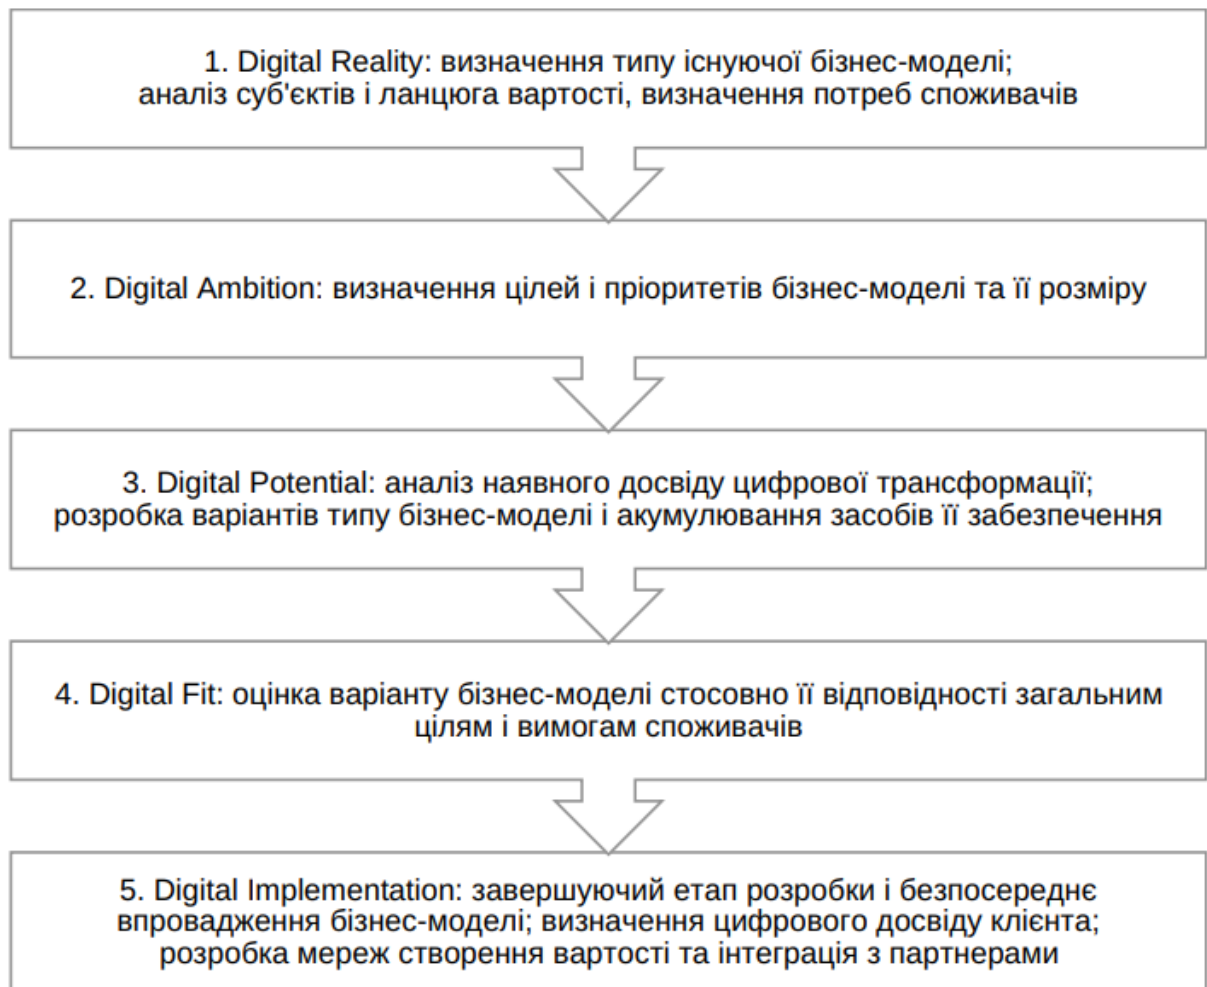 1. Digital Reality: визначення типу існуючої бізнес-моделі;
аналіз суб'єктів і ланцюга вартості, визначення потреб споживачів
2. Digital Ambition: визначення цілей і пріоритетів бізнес-моделі та її розміру
3. Digital Potential: аналіз наявного досвіду цифрової трансформації;
розробка варіантів типу бізнес-моделі і акумулювання засобів її забезпечення
4. Digital Fit: оцінка варіанту бізнес-моделі стосовно її відповідності загальним
цілям і вимогам споживачів
5. Digital Implementation: завершуючий етап розробки і безпосереднє
впровадження бізнес-моделі; визначення цифрового досвіду клієнта;
розробка мереж створення вартості та інтеграція з партнерами